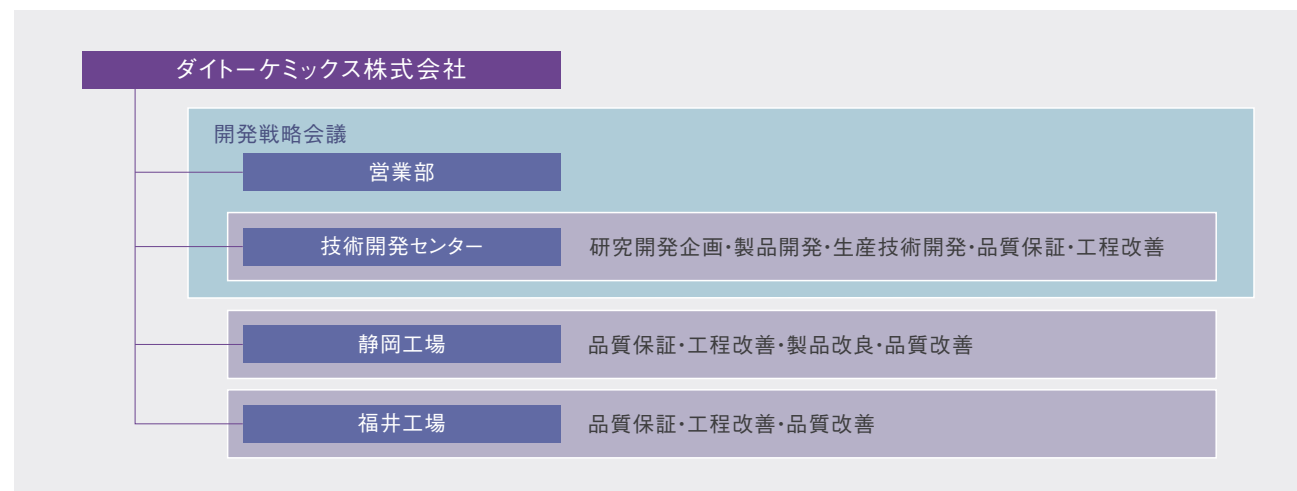 ダイトーケミックス株式会社
開発戦略会議
営業部
技術開発センター
研究開発企画・製品開発・生産技術開発・品質保証・工程改善
静岡工場
品質保証・工程改善・製品改良・品質改善
福井工場
品質保証・工程改善・品質改善